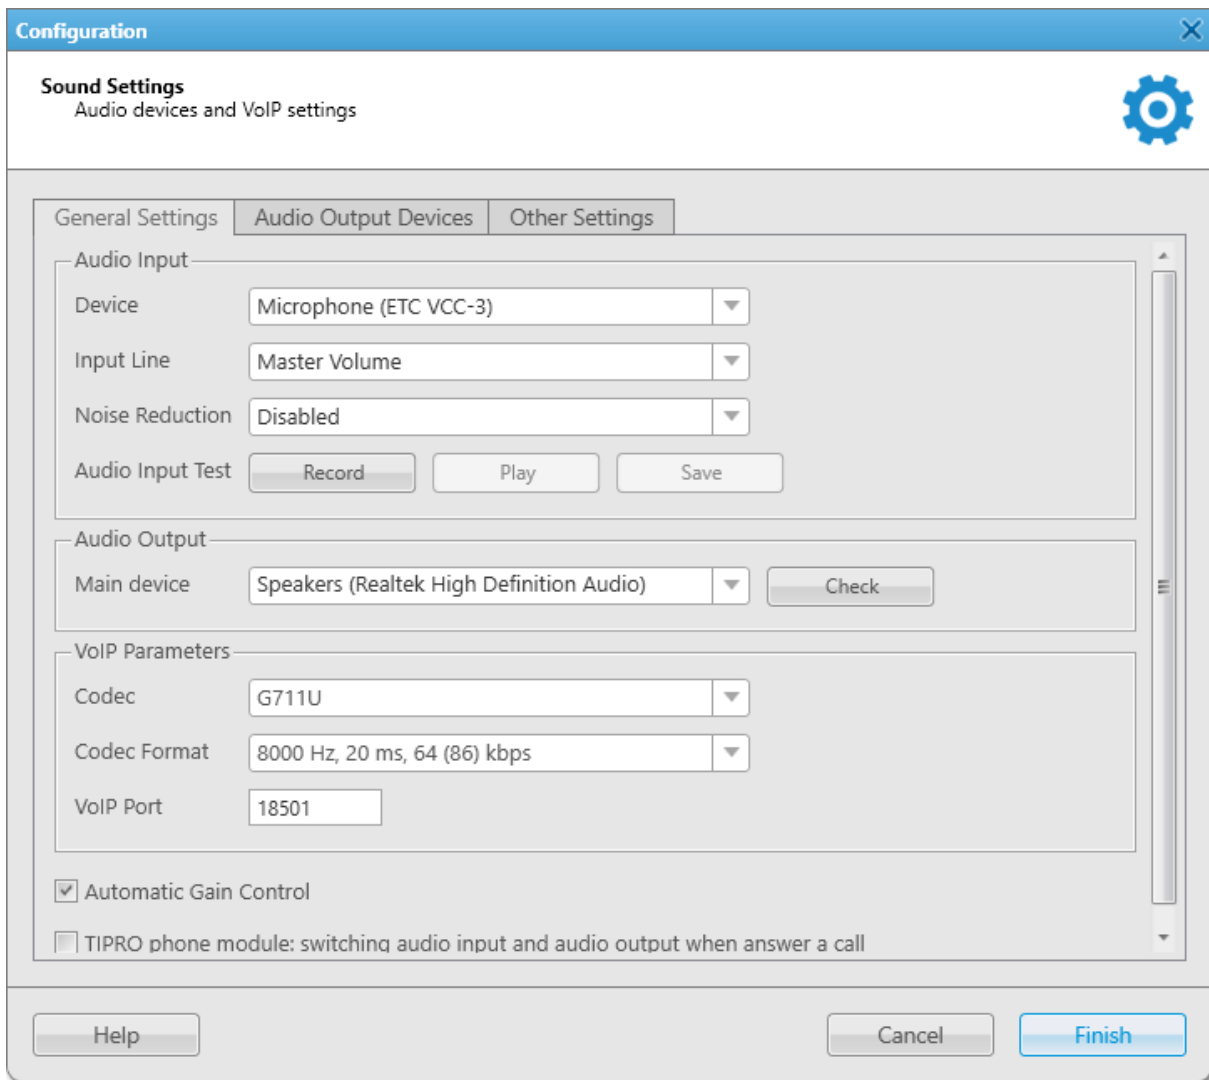 Configuration
Sound Settings
Audio devices and VoIP settings
General Settings
Audio Output Devices
Other Settings
Audio Input
Device
Microphone (ETC VCC-3)
Input Line
Master Volume
Noise Reduction
Disabled
Audio Input Test
Record
Play
Save
Audio Output
Main device
Speakers (Realtek High Definition Audio)
Check
VoIP Parameters
Codec
G711U
Codec Format
8000 Hz, 20 ms, 64 (86) kbps
VoIP Port
18501
Automatic Gain Control
TIPRO phone module: switching audio input and audio output when answer a call
Help
Cancel
Finish